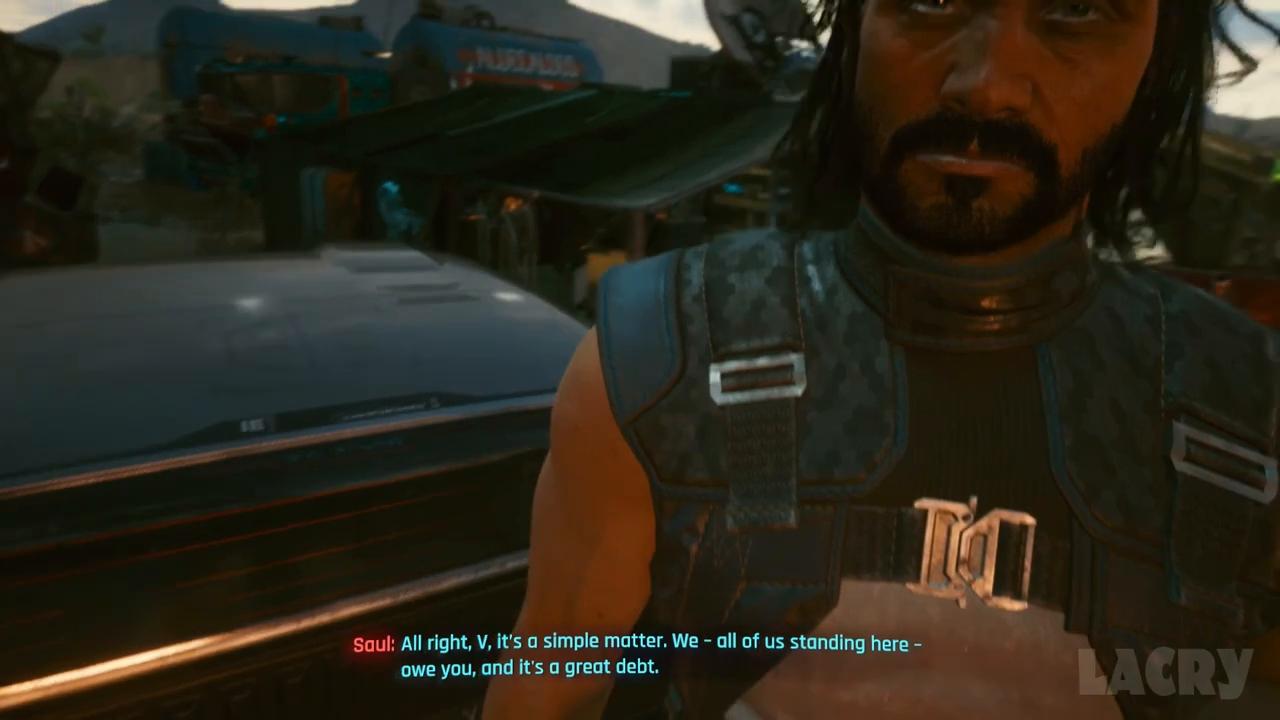 Saul: All right, V, it's a simple matter. We – all of us standing here –
owe you, and it's a great debt.
LACRY